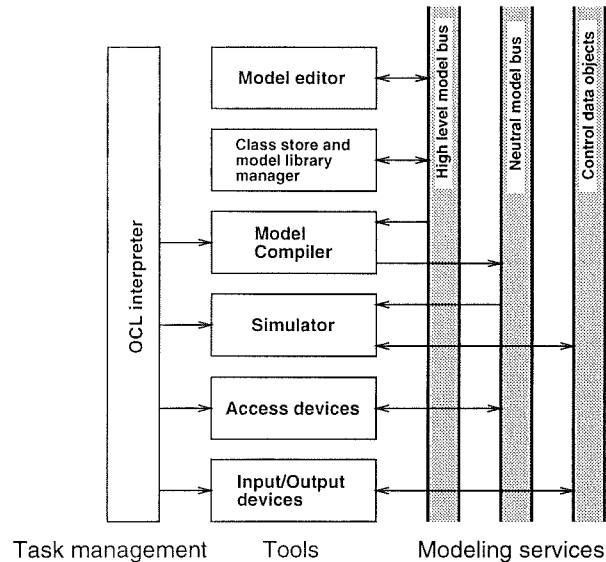 Model editor
Class store and
model library
manager
Model
Compiler
Simulator
Access devices
Input/Output
devices
OCL interpreter
High level model bus
Neutral model bus
Control data objects
Task management
Tools
Modeling services